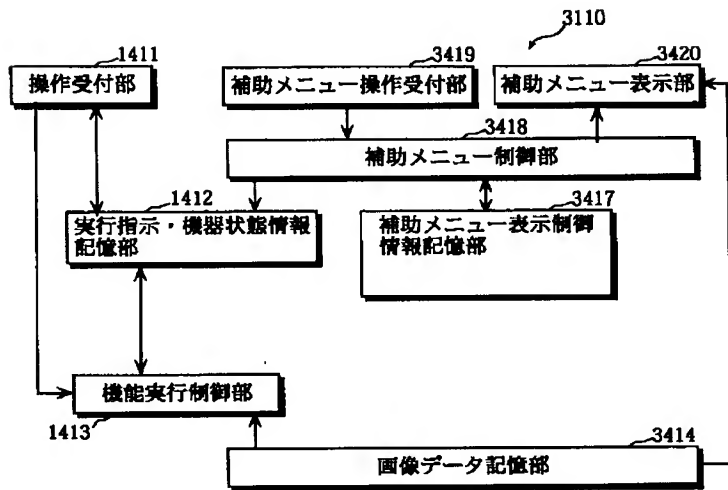 3110
1411
操作受付部
3419
補助メニュー操作受付部
3420
補助メニュー表示部
3418
補助メニュー制御部
1412
実行指示・機器状態情報
記憶部
3417
補助メニュー表示制御
情報記憶部
機能実行制御部
1413
3414
画像データ記憶部